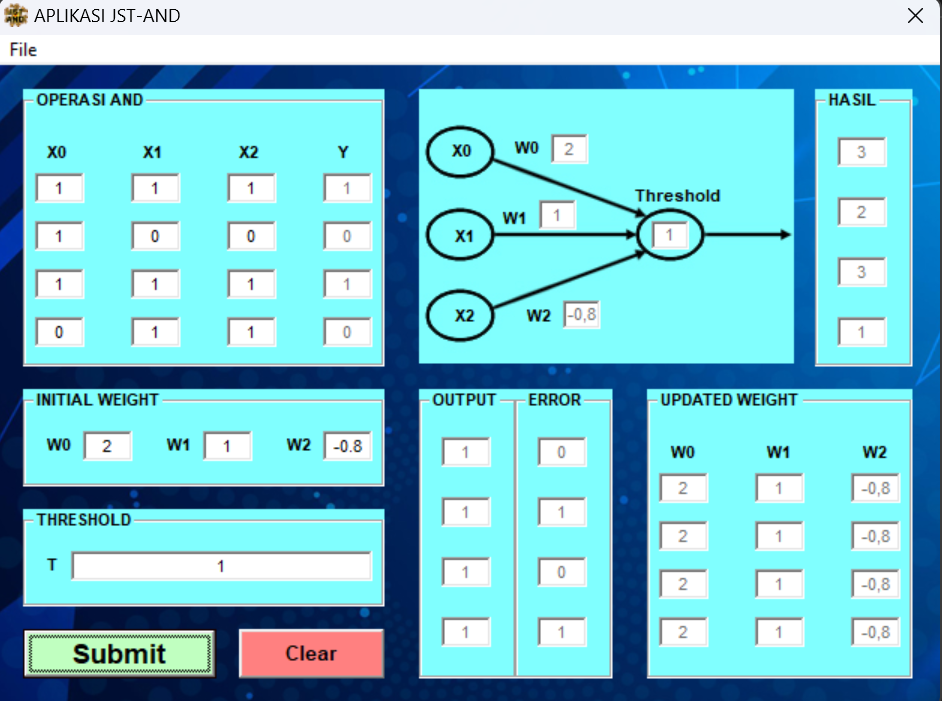 APLIKASI JST-AND
File
OPERASI AND
X0 X1 X2 Y
1 1 1 1
1 0 0 0
1 1 1 1
0 1 1 0
X0 W0 2
Threshold
X1 W1 1
1
X2 W2 -0,8
HASIL
3
2
3
1
INITIAL WEIGHT
W0 2 W1 1 W2 -0.8
THRESHOLD
T 1
Submit Clear
OUTPUT ERROR
1 0
1 1
1 0
1 1
UPDATED WEIGHT
W0 W1 W2
2 1 -0,8
2 1 -0,8
2 1 -0,8
2 1 -0,8